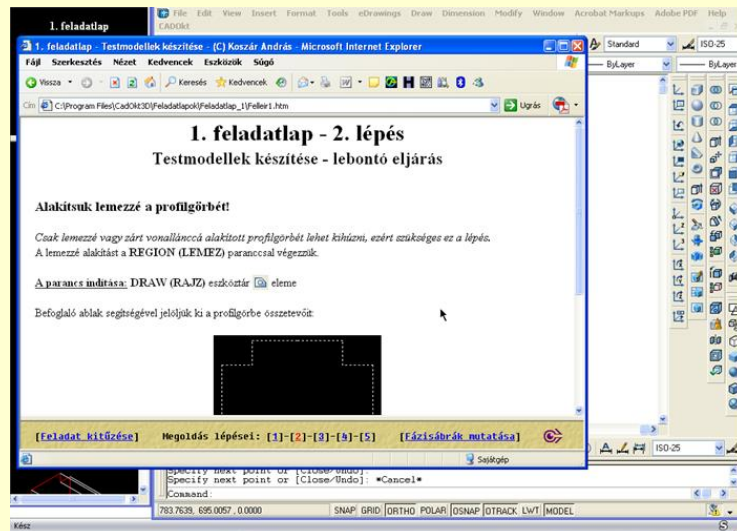 1. feladatlap
File Edit View Insert Format Tools eDrawings Draw Dimension Modify Window Acrobat Markups Adobe PDF Help
CADOkt
Standard
ISO-25
1. feladatlap - Testmodellek készítése - (C) Koszár András - Microsoft Internet Explorer
Fájl Szerkesztés Nézet Kedvencek Eszközök Súgó
ByLayer
ByLayer
Vissza Keresés Kedvencek
Cím C:\Program Files\CadOkt3D\Feladatlapok\Feladatlap_1\Felleir1.htm Ugrás
1. feladatlap - 2. lépés
Testmodellek készítése - lebontó eljárás
Alakítsuk lemezzé a profilgörbét!
Csak lemezzé vagy zárt vonallánccá alakított profilgörbét lehet kihúzni, ezért szükséges ez a lépés.
A lemezzé alakítást a REGION (LEMEZ) paranccsal végezzük.
A parancs indítása: DRAW (RAJZ) eszköztár eleme
Befoglaló ablak segítségével jelöljük ki a profilgörbe összetevőit:
[Feladat kitűzése] Megoldás lépései: [1]-[2]-[3]-[4]-[5] [Fázisábrák mutatása]
ISO-25
Sajátgép
Specify next point or [Close/Undo]:
Specify next point or [Close/Undo]: *Cancel*
Command:
783.7639, 695.0057, 0.0000 SNAP GRID ORTHO POLAR OSNAP OTRACK LWT MODEL
Kész